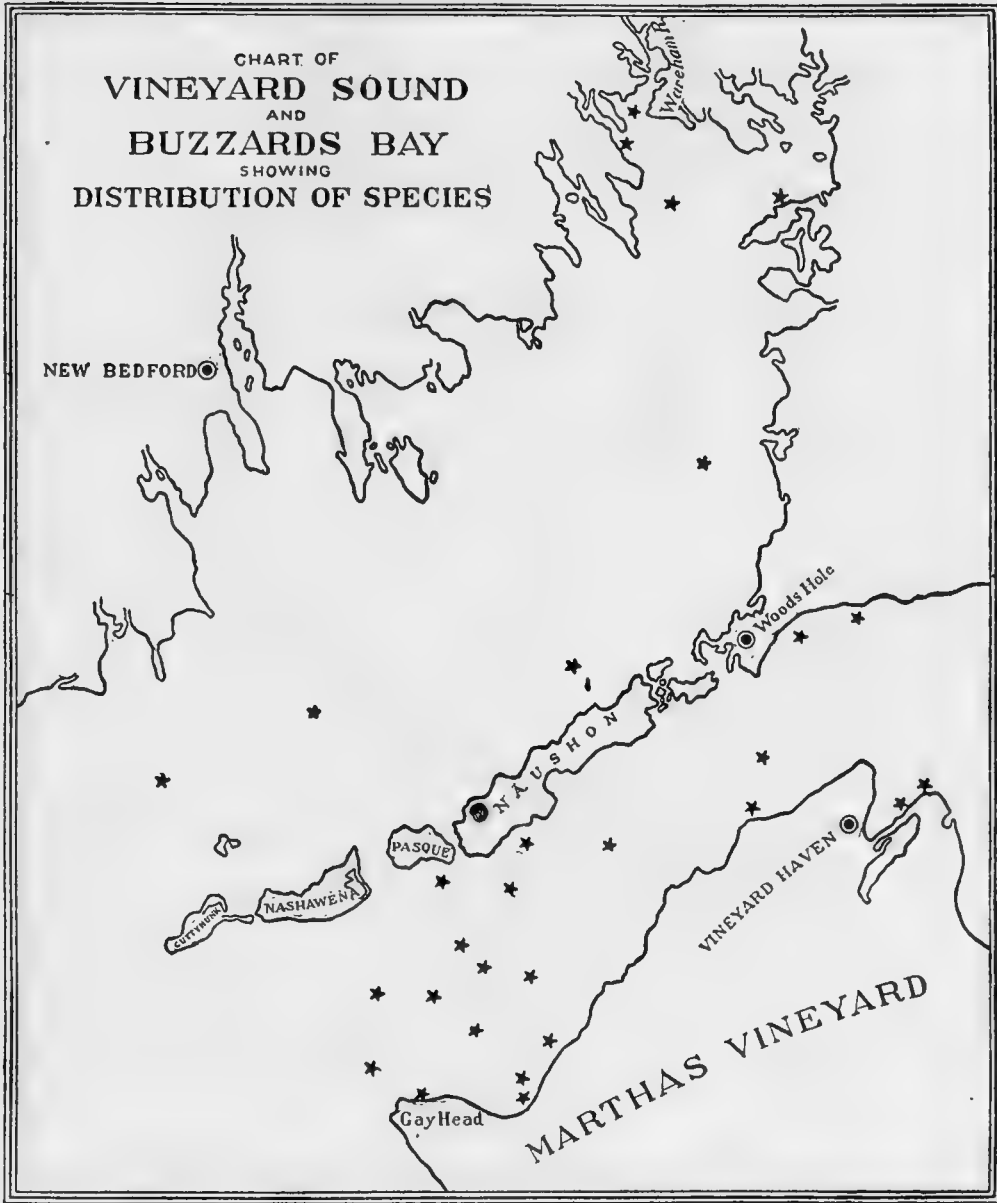 CHART OF
VINEYARD SOUND
AND
BUZZARDS BAY
SHOWING
DISTRIBUTION OF SPECIES
Wareham R.
NEW BEDFORD
Woods Hole
NAUSHON
PASQUE
NASHAWENA
CUTTYHUNK
VINEYARD HAVEN
MARTHAS VINEYARD
Gay Head